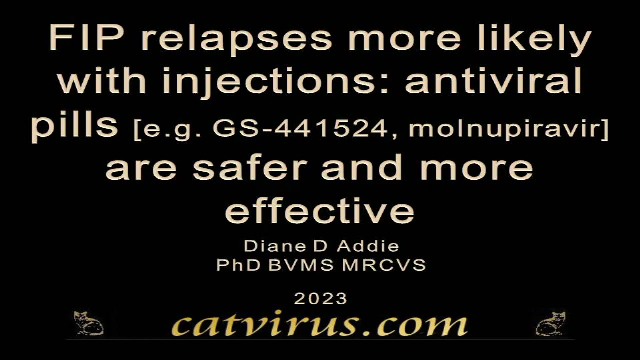 FIP relapses more likely
with injections: antiviral
pills [e.g. GS-441524, molnupiravir]
are safer and more
effective
Diane D Addie
PhD BVMS MRCVS
2023
catvirus.com